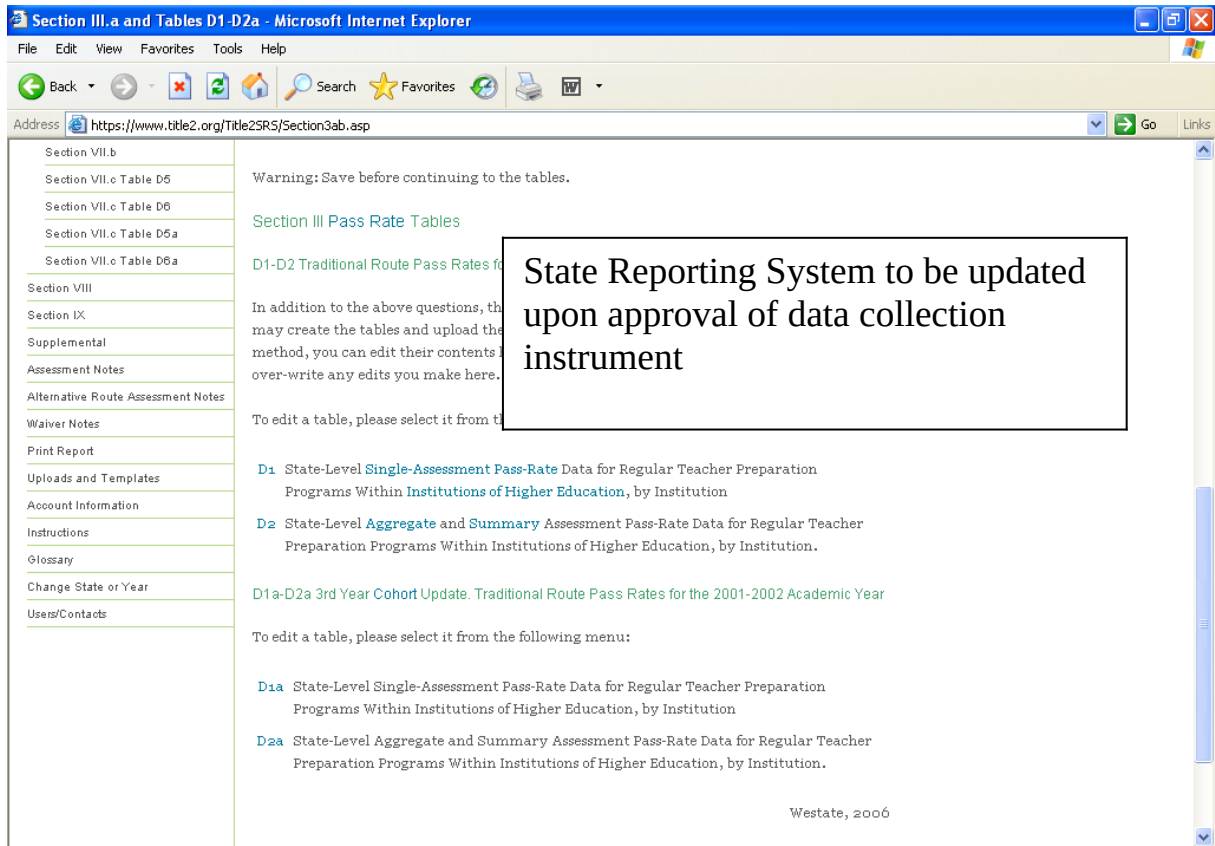 Section III.a and Tables D1-D2a - Microsoft Internet Explorer
File Edit View Favorites Tools Help
Back Search Favorites
Address https://www.title2.org/Title2SRS/Section3ab.asp Go Links
Section VII.b
Section VII.c Table D5
Section VII.c Table D6
Section VII.c Table D5a
Section VII.c Table D6a
Section VIII
Section IX
Supplemental
Assessment Notes
Alternative Route Assessment Notes
Waiver Notes
Print Report
Uploads and Templates
Account Information
Instructions
Glossary
Change State or Year
Users/Contacts
Warning: Save before continuing to the tables.
Section III Pass Rate Tables
D1-D2 Traditional Route Pass Rates
In addition to the above questions,
may create the tables and upload
method, you can edit their contents
over-write any edits you make here.
To edit a table, please select it from
State Reporting System to be updated
upon approval of data collection
instrument
D1 State-Level Single-Assessment Pass-Rate Data for Regular Teacher Preparation
Programs Within Institutions of Higher Education, by Institution
D2 State-Level Aggregate and Summary Assessment Pass-Rate Data for Regular Teacher
Preparation Programs Within Institutions of Higher Education, by Institution.
D1a-D2a 3rd Year Cohort Update. Traditional Route Pass Rates for the 2001-2002 Academic Year
To edit a table, please select it from the following menu:
D1a State-Level Single-Assessment Pass-Rate Data for Regular Teacher Preparation
Programs Within Institutions of Higher Education, by Institution
D2a State-Level Aggregate and Summary Assessment Pass-Rate Data for Regular Teacher
Preparation Programs Within Institutions of Higher Education, by Institution.
Westate, 2006